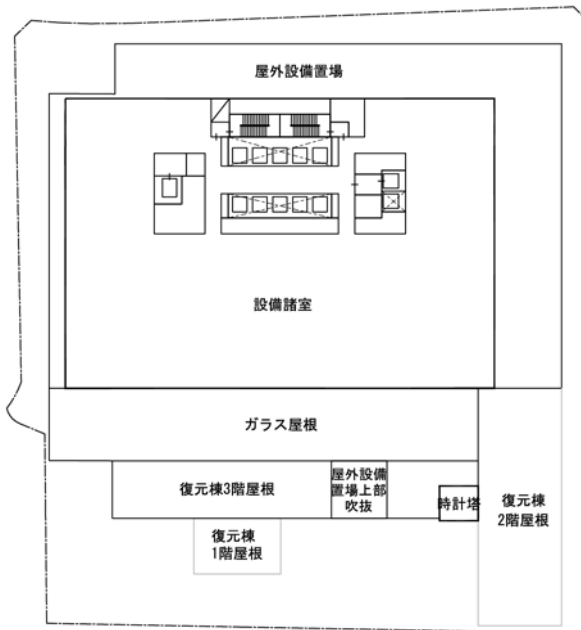 屋外設備置場
設備諸室
ガラス屋根
復元棟3階屋根
屋外設備
置場上部
吹抜
時計塔
復元棟
2階屋根
復元棟
1階屋根